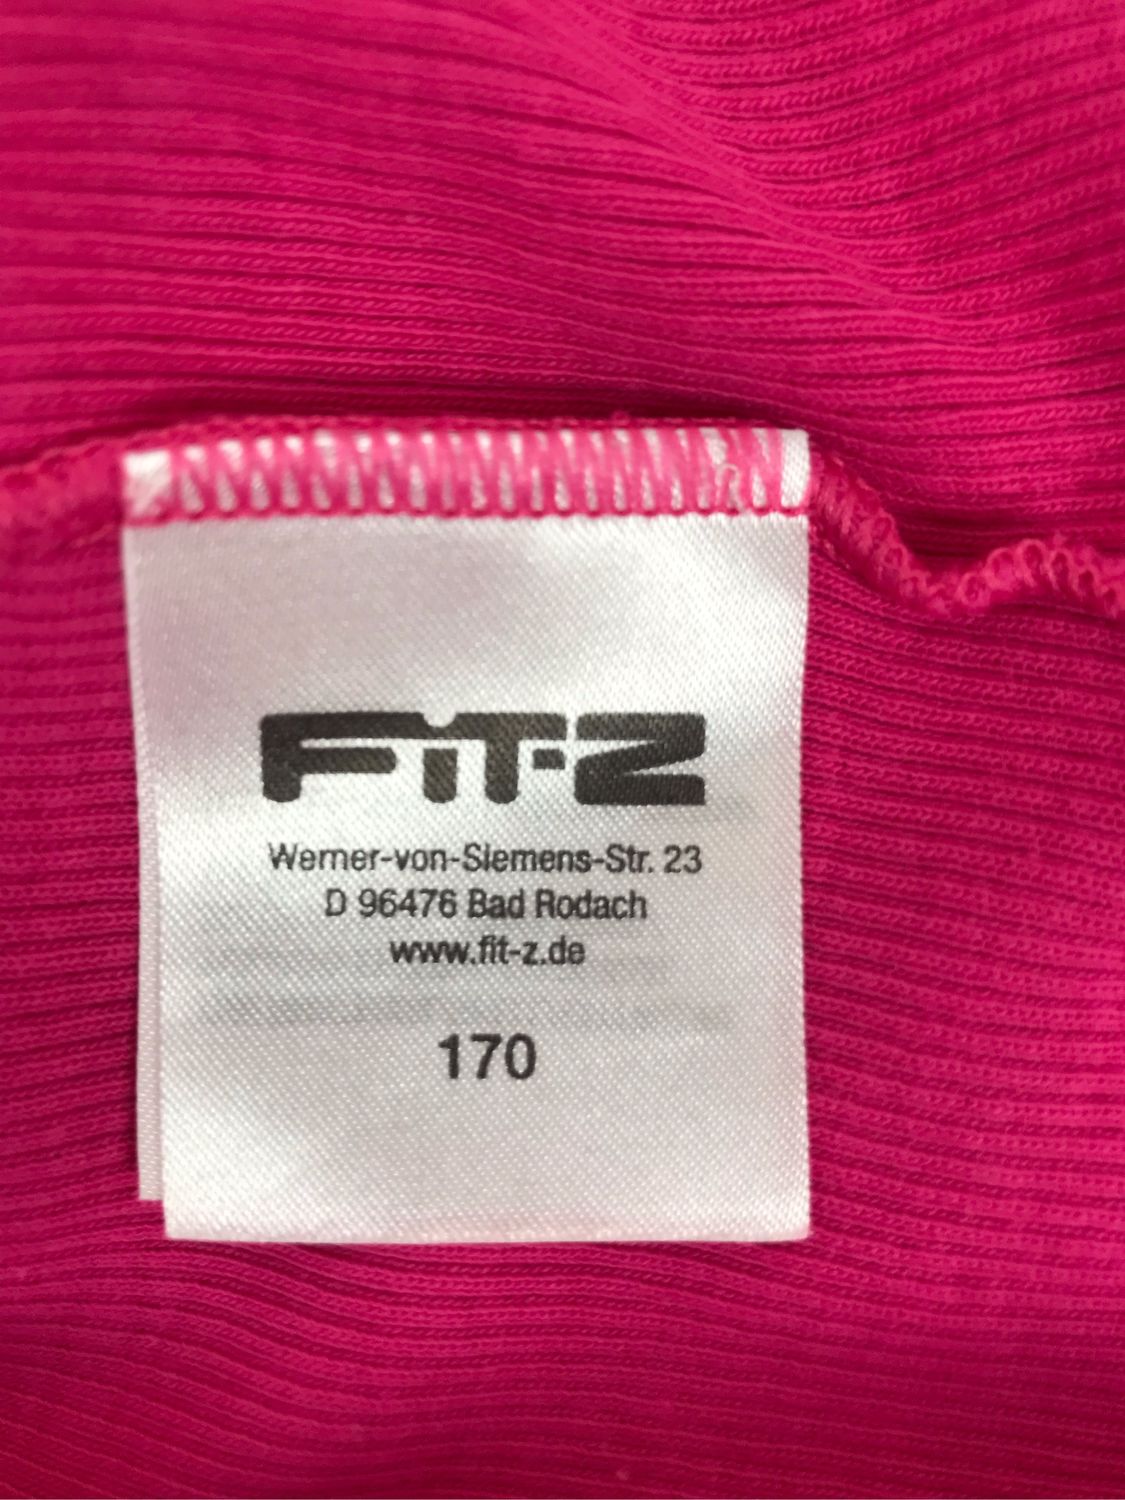 FiT-Z
Werner-von-Siemens-Str. 23
D 96476 Bad Rodach
www.fit-z.de
170